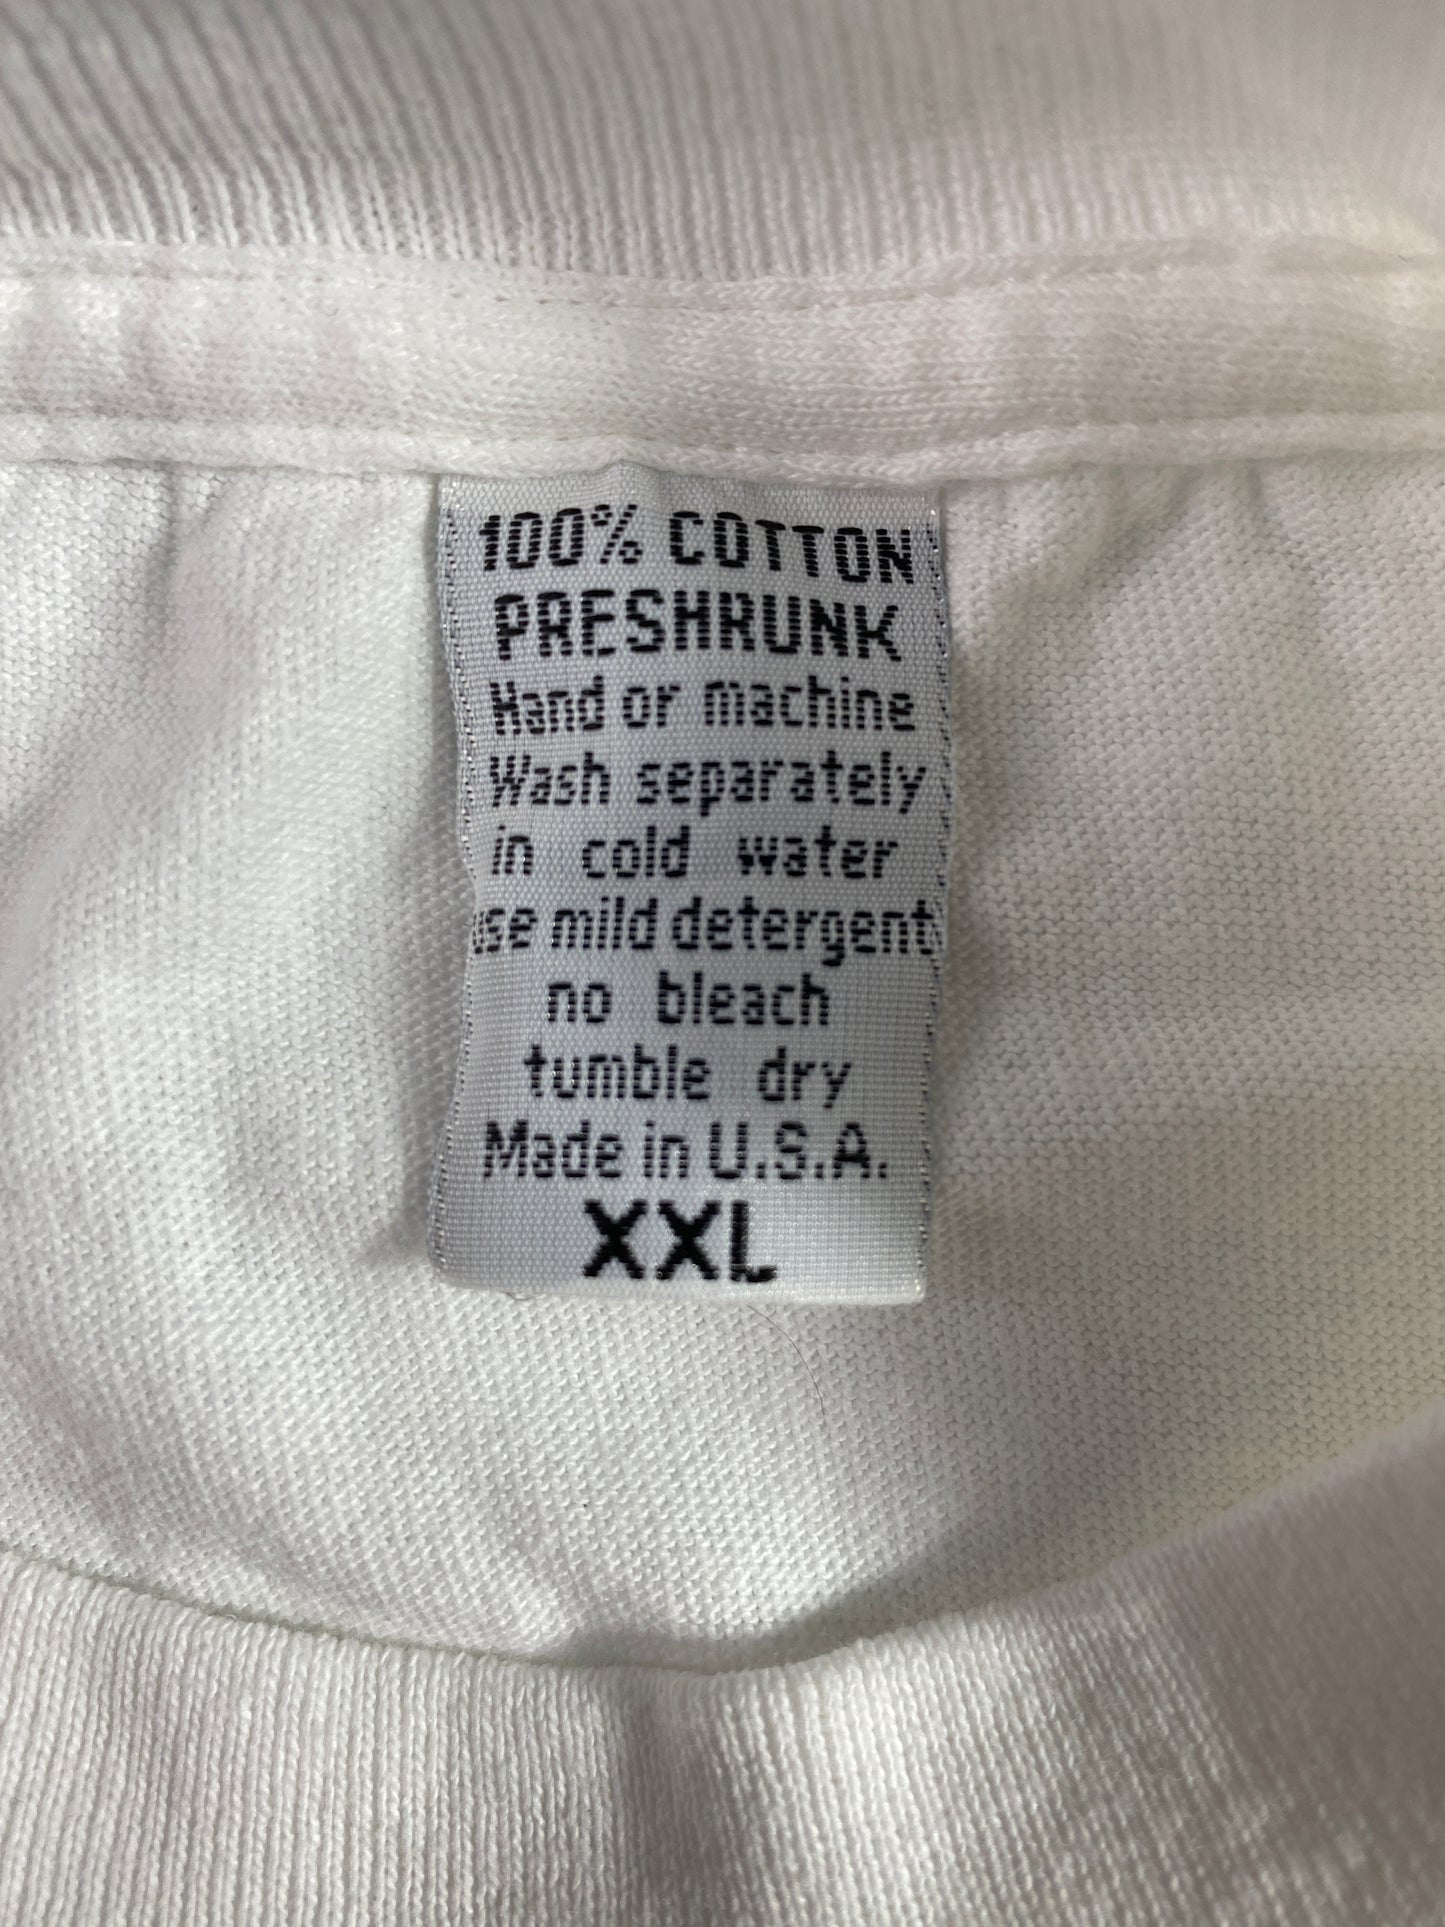 100% COTTON
PRESHRUNK
Hand or machine
Wash separately
in cold water
use mild detergent
no bleach
tumble dry
Made in U.S.A.
XXL